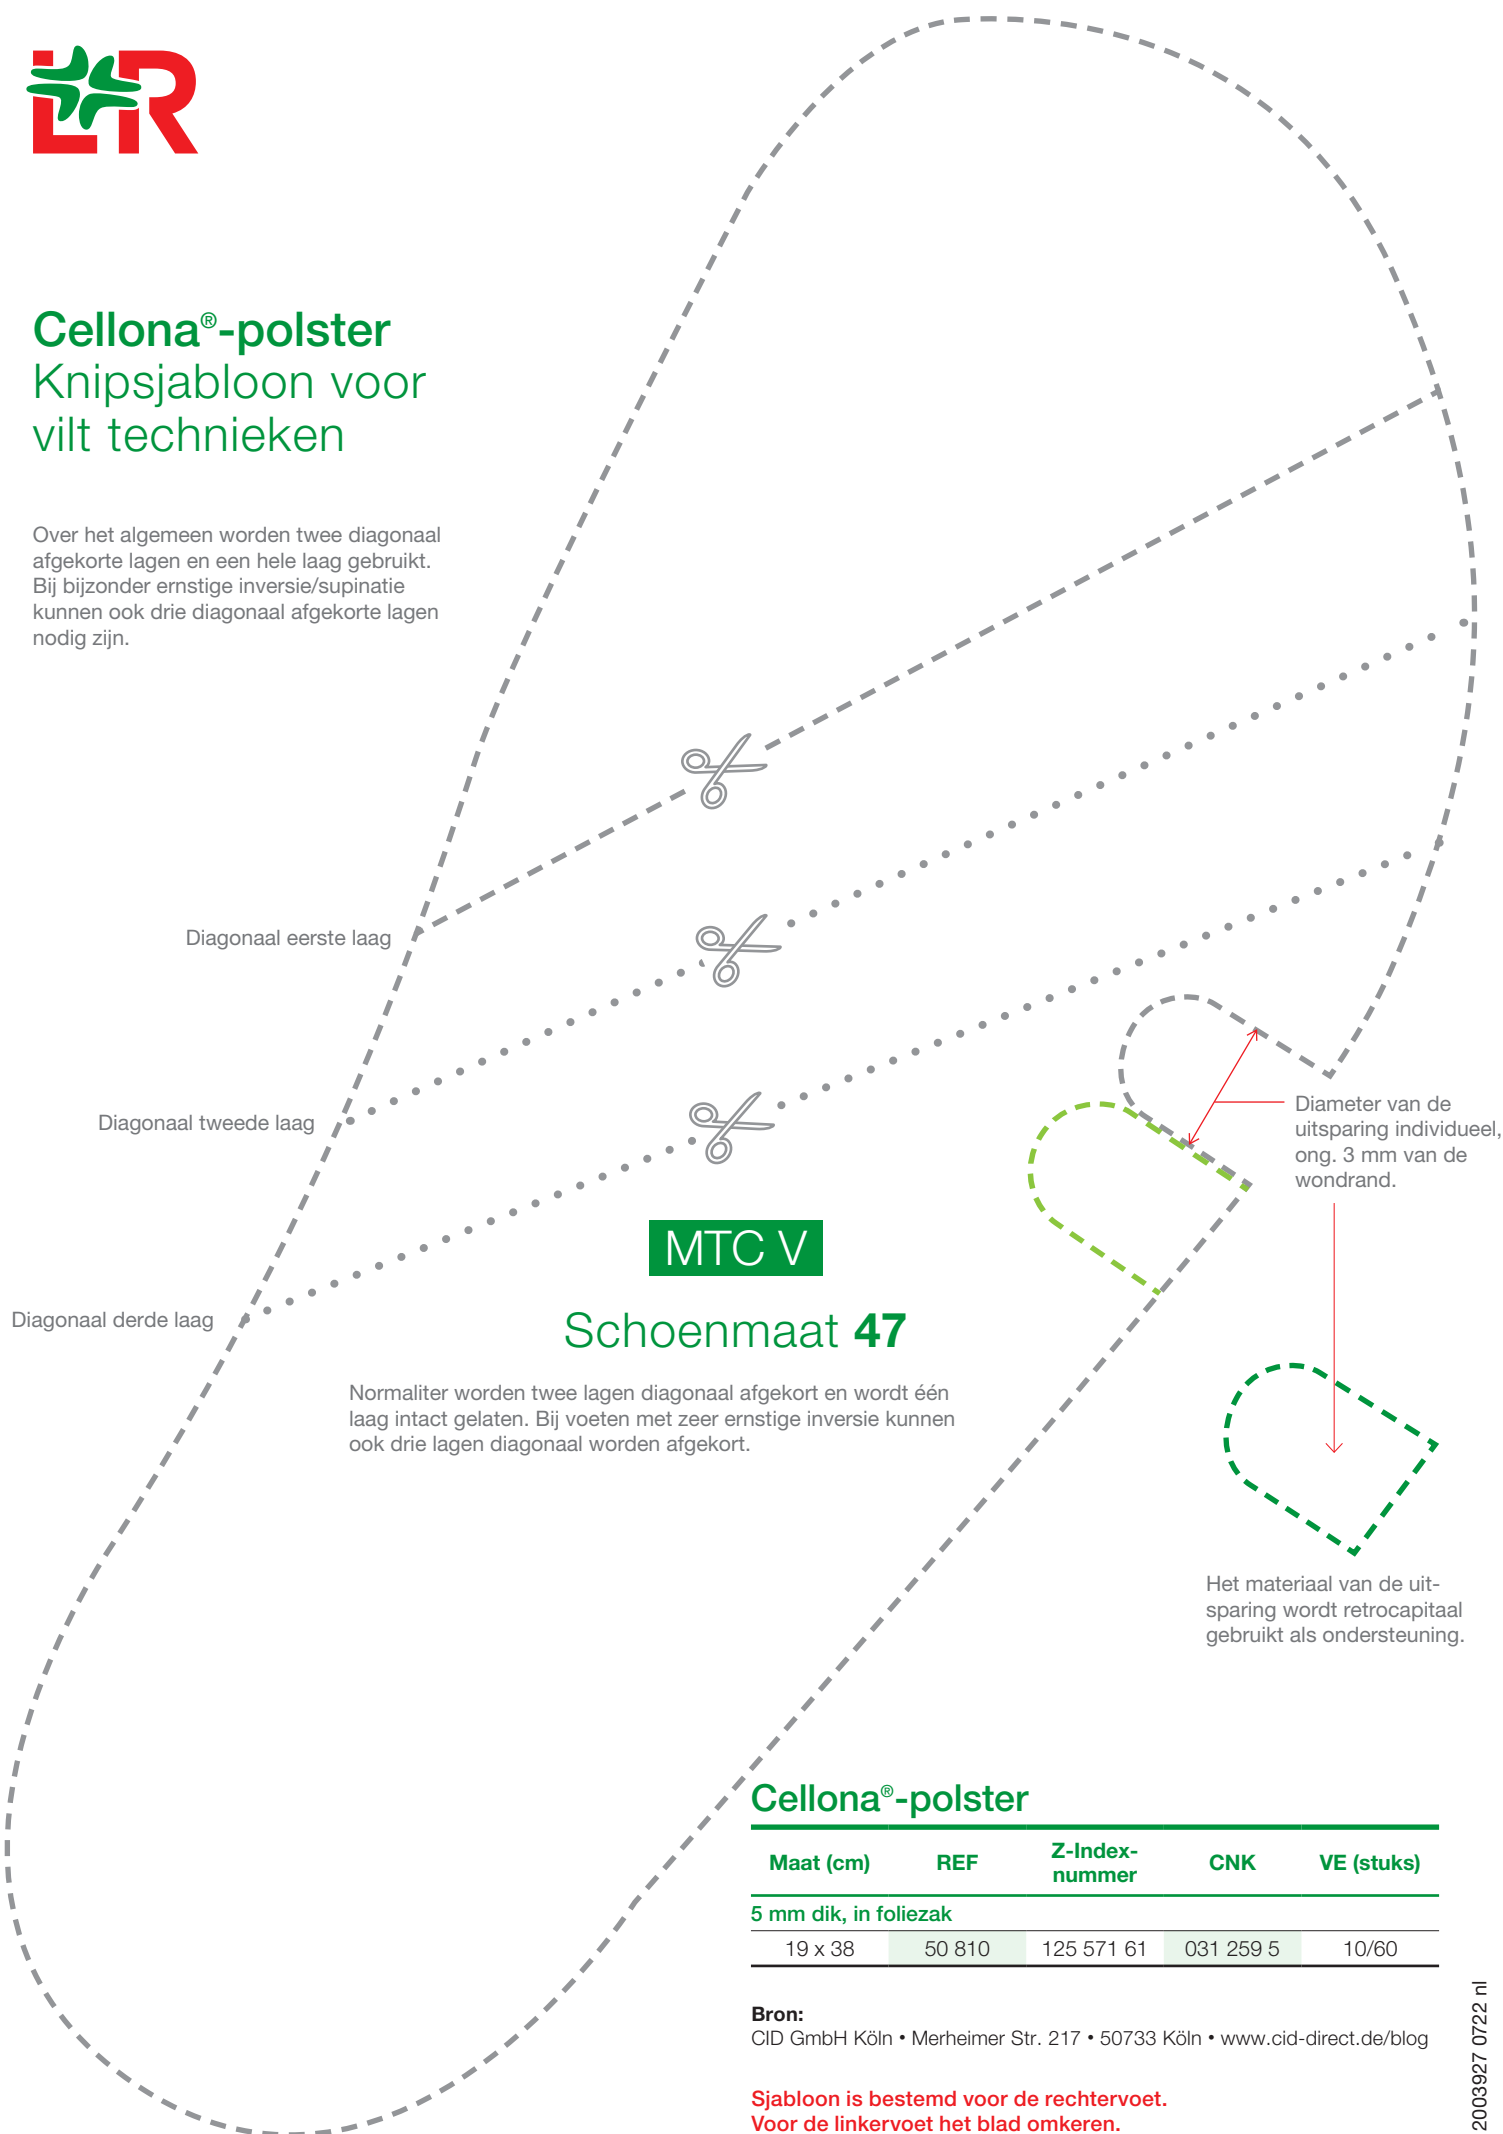 L&R
Cellona®-polster
Knipsjabloon voor
vilt technieken
Over het algemeen worden twee diagonaal
afgekorte lagen en een hele laag gebruikt.
Bij bijzonder ernstige inversie/supinatie
kunnen ook drie diagonaal afgekorte lagen
nodig zijn.
Diagonaal eerste laag
Diagonaal tweede laag
Diagonaal derde laag
Diameter van de
uitsparing individueel,
ong. 3 mm van de
wondrand.
MTC V
Schoenmaat 47
Normaliter worden twee lagen diagonaal afgekort en wordt één
laag intact gelaten. Bij voeten met zeer ernstige inversie kunnen
ook drie lagen diagonaal worden afgekort.
Het materiaal van de uit-
sparing wordt retrocapitaal
gebruikt als ondersteuning.
Cellona®-polster
Maat (cm) REF Z-Index-
nummer CNK VE (stuks)
5 mm dik, in foliezak
19 x 38 50 810 125 571 61 031 259 5 10/60
Bron:
CID GmbH Köln • Merheimer Str. 217 • 50733 Köln • www.cid-direct.de/blog
Sjabloon is bestemd voor de rechtervoet.
Voor de linkervoet het blad omkeren.
2003927 0722 nl